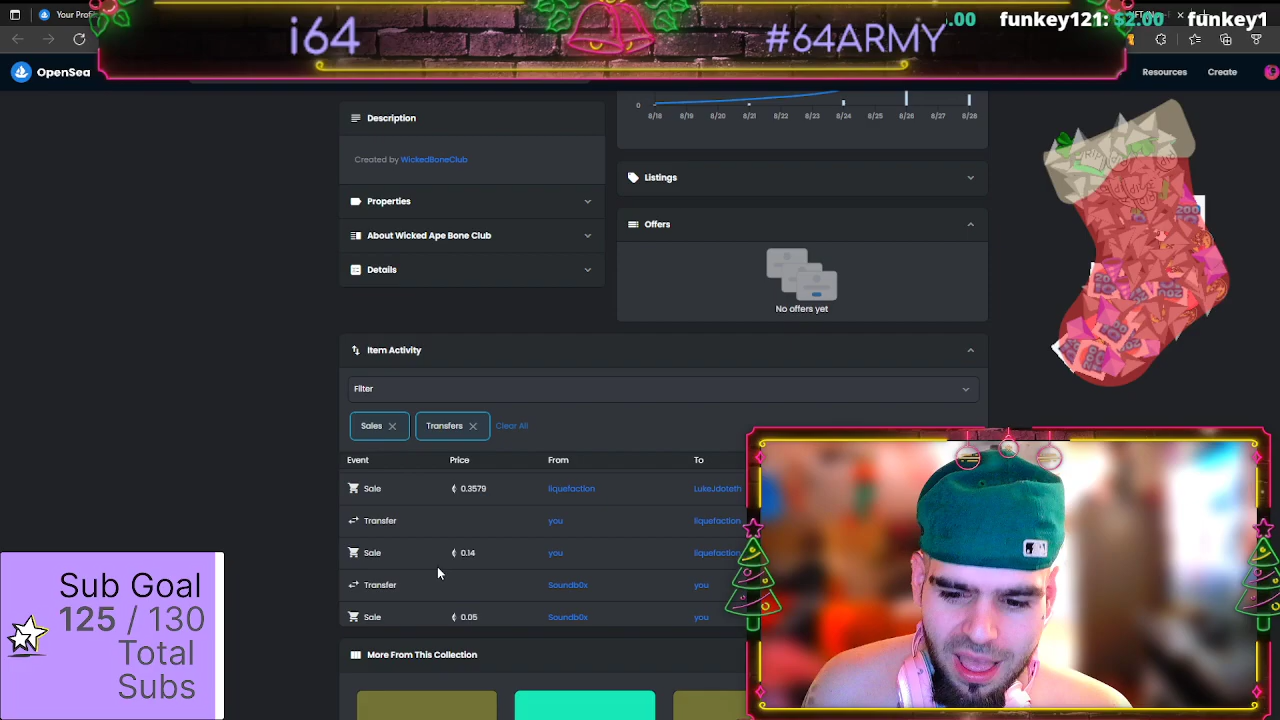 Your Prof
i64
#64ARMY
.00 funkey121: $2.00 funkey1
OpenSea
Resources Create
0
8/18 8/19 8/20 8/21 8/22 8/23 8/24 8/25 8/26 8/27 8/28
Description
Created by WickedBoneClub
Properties
About Wicked Ape Bone Club
Details
Listings
Offers
No offers yet
Item Activity
Filter
Sales
Transfers
Clear All
Event Price From To
Sale 0.3579 liquefaction LukeJdoteth
Transfer you liquefaction
Sale 0.14 you liquefaction
Transfer Soundb0x you
Sale 0.05 Soundb0x you
More From This Collection
Sub Goal
125 / 130
Total
Subs